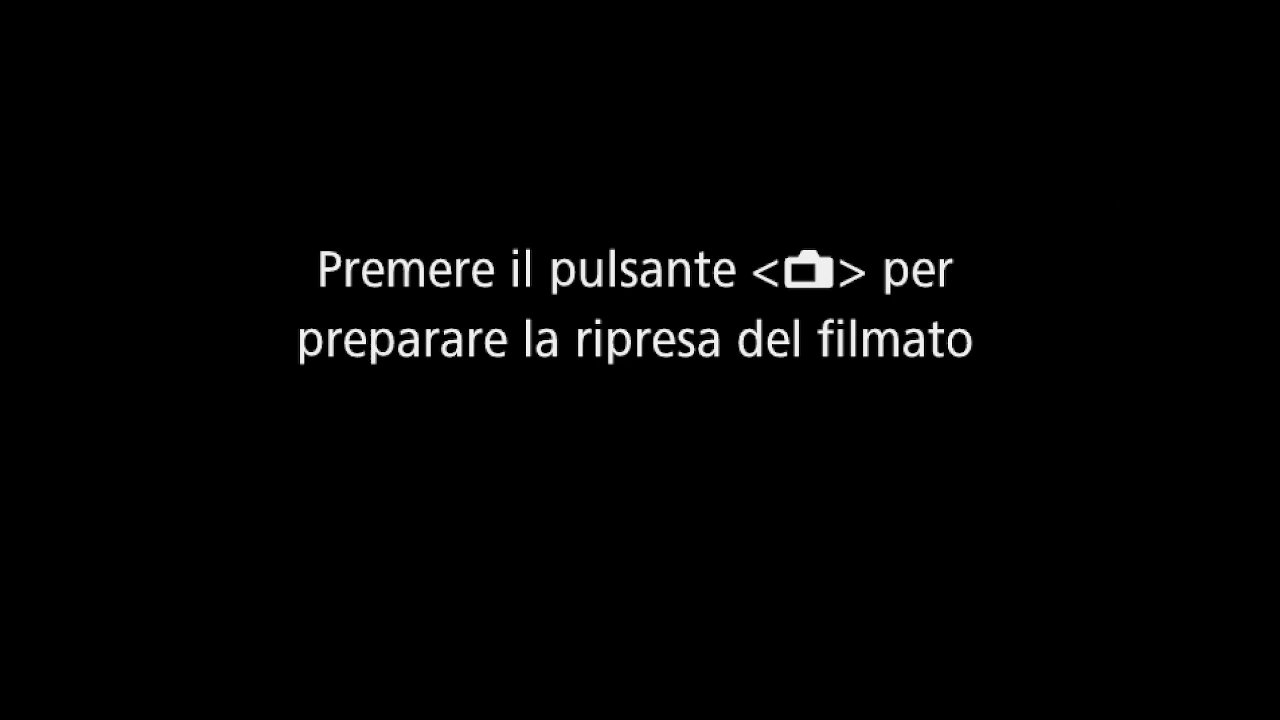 Premere il pulsante <📷> per
preparare la ripresa del filmato